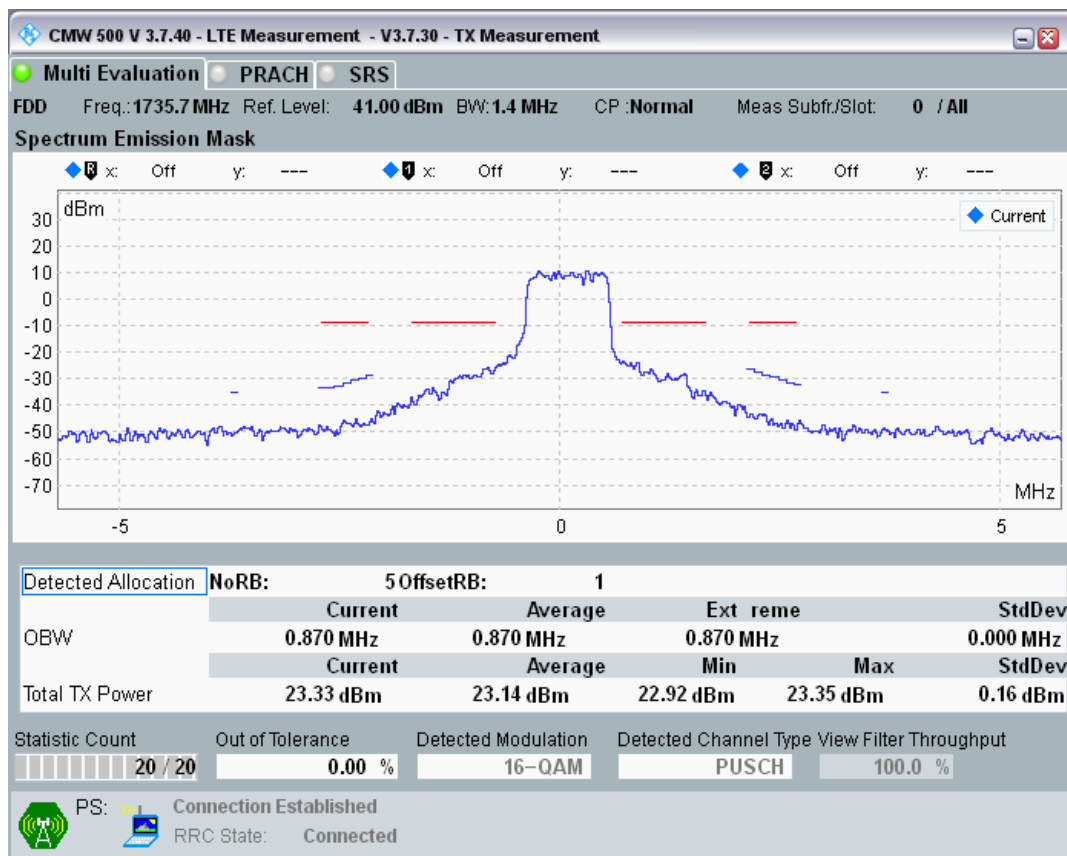 CMW 500 V 3.7.40 - LTE Measurement - V3.7.30 - TX Measurement
Multi Evaluation PRACH SRS
FDD Freq.: 1735.7 MHz Ref. Level: 41.00 dBm BW: 1.4 MHz CP :Normal Meas Subfr./Slot: 0 / All
Spectrum Emission Mask
R x: Off y: --- 1 x: Off y: --- 2 x: Off y: ---
dBm
Current
30
20
10
0
-10
-20
-30
-40
-50
-60
-70
MHz
-5 0 5
Detected Allocation NoRB: 5 OffsetRB: 1
Current Average Ext reme StdDev
OBW 0.870 MHz 0.870 MHz 0.870 MHz 0.000 MHz
Current Average Min Max StdDev
Total TX Power 23.33 dBm 23.14 dBm 22.92 dBm 23.35 dBm 0.16 dBm
Statistic Count Out of Tolerance Detected Modulation Detected Channel Type View Filter Throughput
20 / 20 0.00 % 16-QAM PUSCH 100.0 %
PS: Connection Established
RRC State: Connected